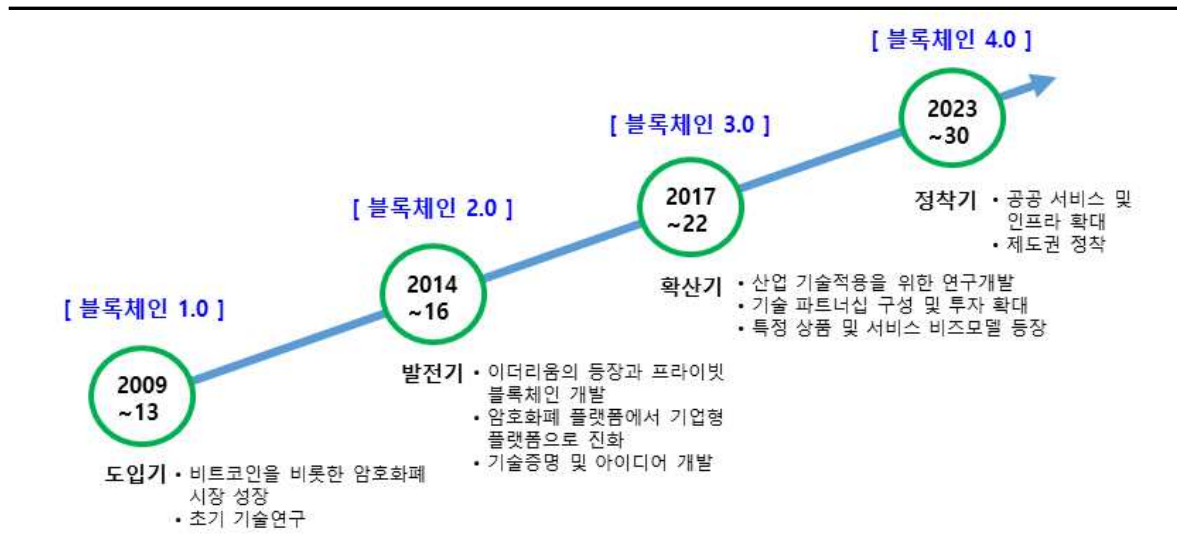 [ 블록체인 1.0 ]
2009
~13
도입기
• 비트코인을 비롯한 암호화폐
시장 성장
• 초기 기술연구
[ 블록체인 2.0 ]
2014
~16
발전기
• 이더리움의 등장과 프라이빗
블록체인 개발
• 암호화폐 플랫폼에서 기업형
플랫폼으로 진화
• 기술증명 및 아이디어 개발
[ 블록체인 3.0 ]
2017
~22
확산기
• 산업 기술적용을 위한 연구개발
• 기술 파트너십 구성 및 투자 확대
• 특정 상품 및 서비스 비즈모델 등장
[ 블록체인 4.0 ]
2023
~30
정착기
• 공공 서비스 및
인프라 확대
• 제도권 정착